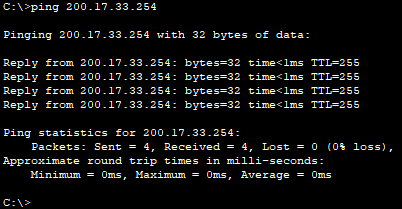 C:\>ping 200.17.33.254
Pinging 200.17.33.254 with 32 bytes of data:
Reply from 200.17.33.254: bytes=32 time<1ms TTL=255
Reply from 200.17.33.254: bytes=32 time<1ms TTL=255
Reply from 200.17.33.254: bytes=32 time<1ms TTL=255
Reply from 200.17.33.254: bytes=32 time<1ms TTL=255
Ping statistics for 200.17.33.254:
Packets: Sent = 4, Received = 4, Lost = 0 (0% loss),
Approximate round trip times in milli-seconds:
Minimum = 0ms, Maximum = 0ms, Average = 0ms
C:\>